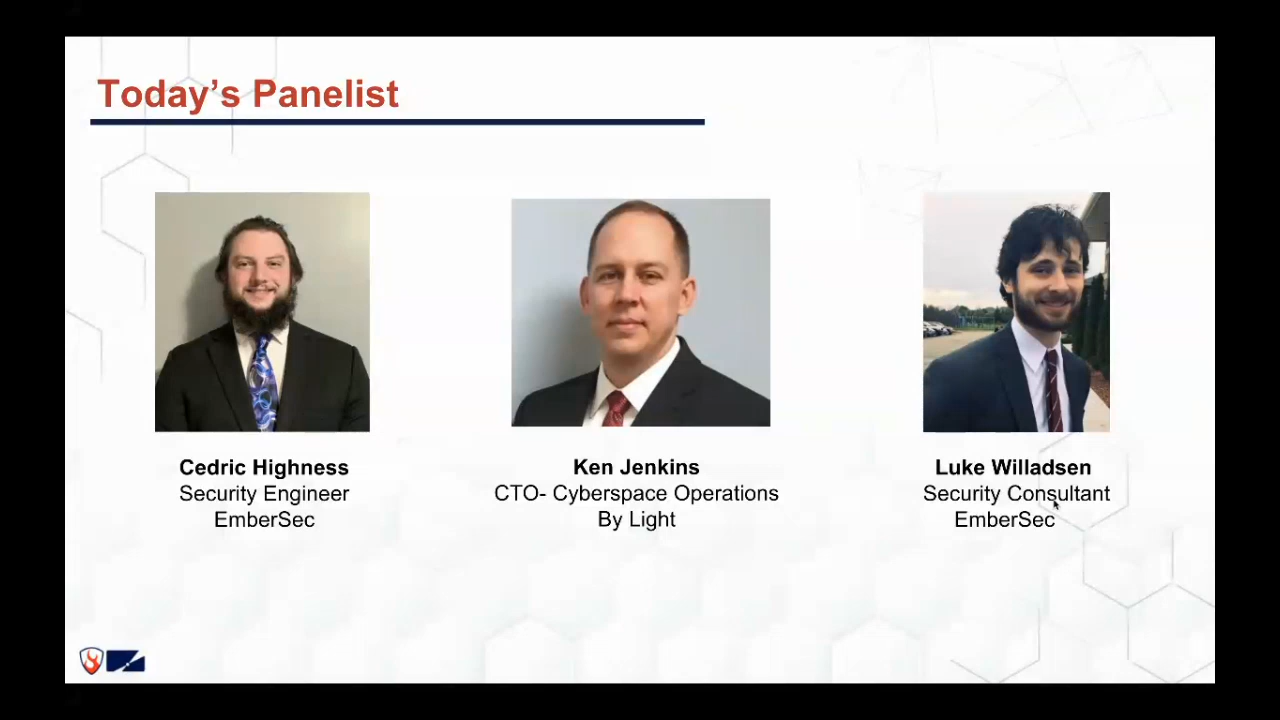 Today's Panelist
Cedric Highness
Security Engineer
EmberSec
Ken Jenkins
CTO- Cyberspace Operations
By Light
Luke Willadsen
Security Consultant
EmberSec